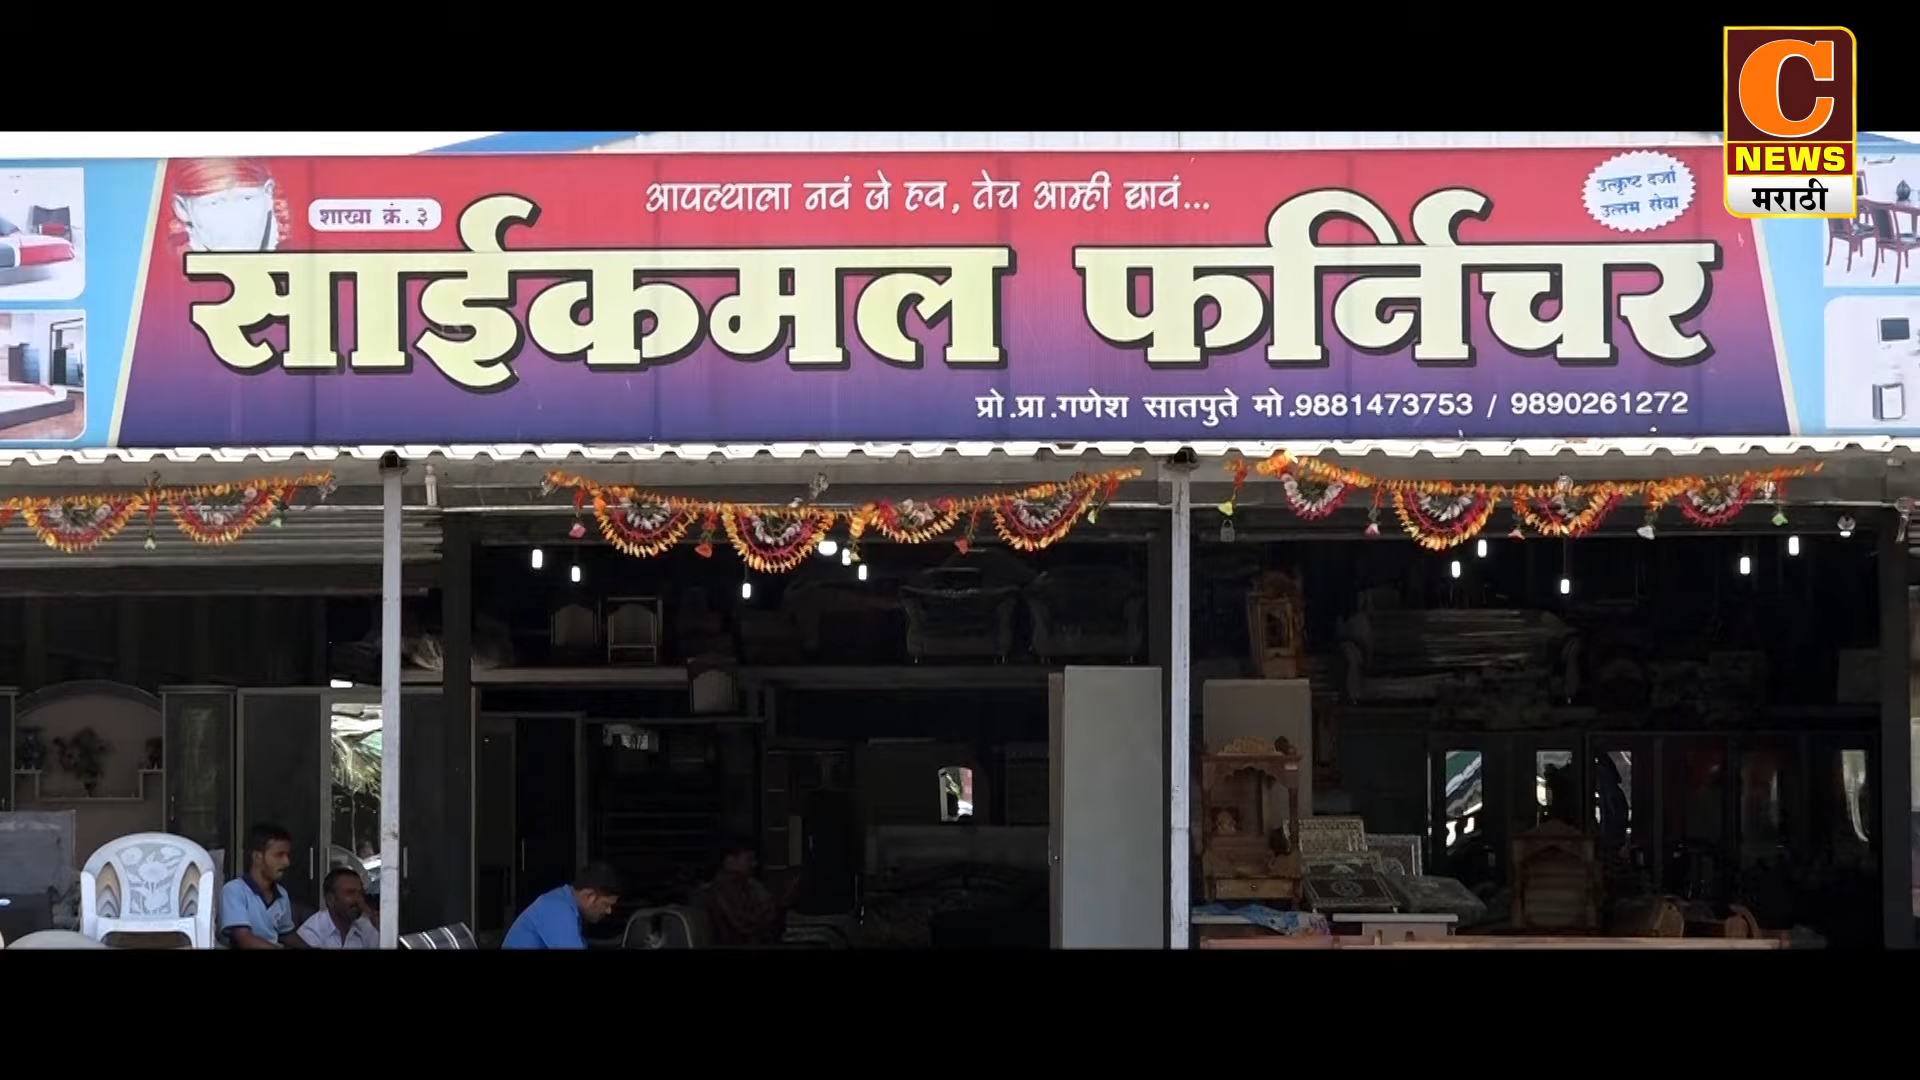 C
NEWS
मराठी
आपल्याला नवं जे हव, तेच आम्ही द्यावं...
उत्कृष्ट दर्जा
उत्तम सेवा
शाखा क्रं. ३
साईकमल फर्निचर
प्रो.प्रा.गणेश सातपुते मो.9881473753 / 9890261272